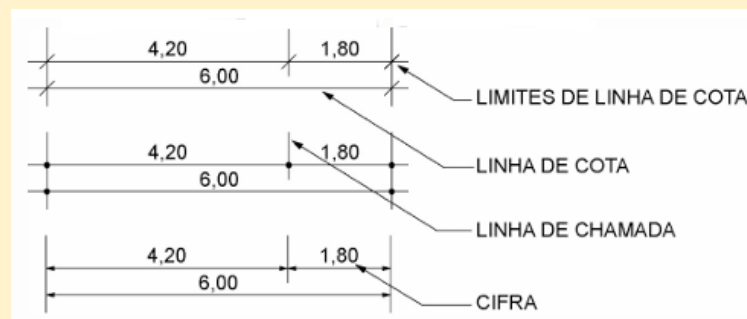 4,20 1,80
6,00
LIMITES DE LINHA DE COTA
4,20 1,80
LINHA DE COTA
6,00
LINHA DE CHAMADA
4,20 1,80
6,00
CIFRA